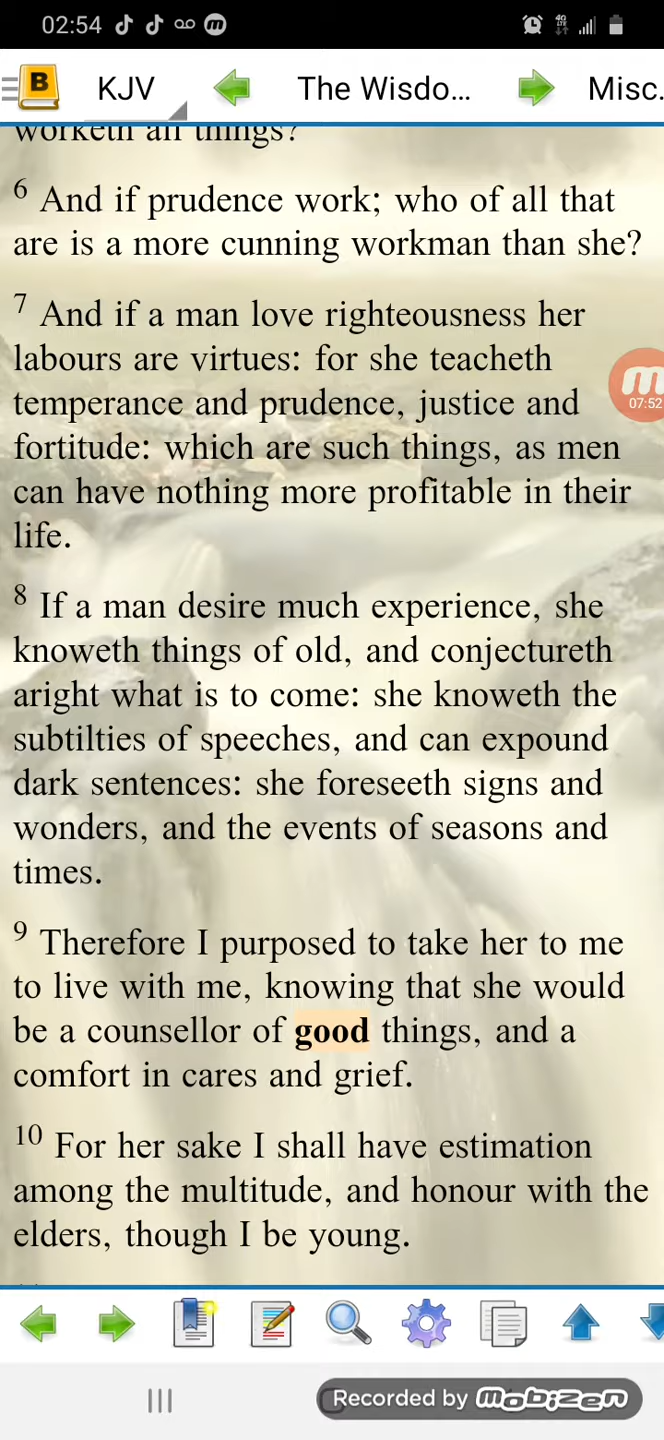 02:54
B KJV The Wisdo... Misc.
worketh all things?
6 And if prudence work; who of all that
are is a more cunning workman than she?
7 And if a man love righteousness her
labours are virtues: for she teacheth
temperance and prudence, justice and
fortitude: which are such things, as men
can have nothing more profitable in their
life.
07:52
8 If a man desire much experience, she
knoweth things of old, and conjectureth
aright what is to come: she knoweth the
subtilties of speeches, and can expound
dark sentences: she foreseeth signs and
wonders, and the events of seasons and
times.
9 Therefore I purposed to take her to me
to live with me, knowing that she would
be a counsellor of good things, and a
comfort in cares and grief.
10 For her sake I shall have estimation
among the multitude, and honour with the
elders, though I be young.
Recorded by mobizen